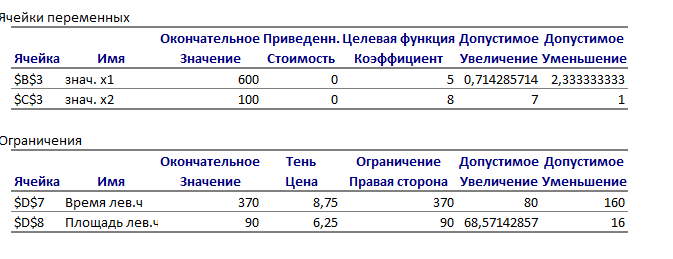 Ячейки переменных
Окончательное Приведенн. Целевая функция Допустимое Допустимое
Ячейка Имя Значение Стоимость Коэффициент Увеличение Уменьшение
$B$3 знач. x1 600 0 5 0,714285714 2,333333333
$C$3 знач. x2 100 0 8 7 1
Ограничения
Окончательное Тень Ограничение Допустимое Допустимое
Ячейка Имя Значение Цена Правая сторона Увеличение Уменьшение
$D$7 Время лев.ч 370 8,75 370 80 160
$D$8 Площадь лев.ч 90 6,25 90 68,57142857 16